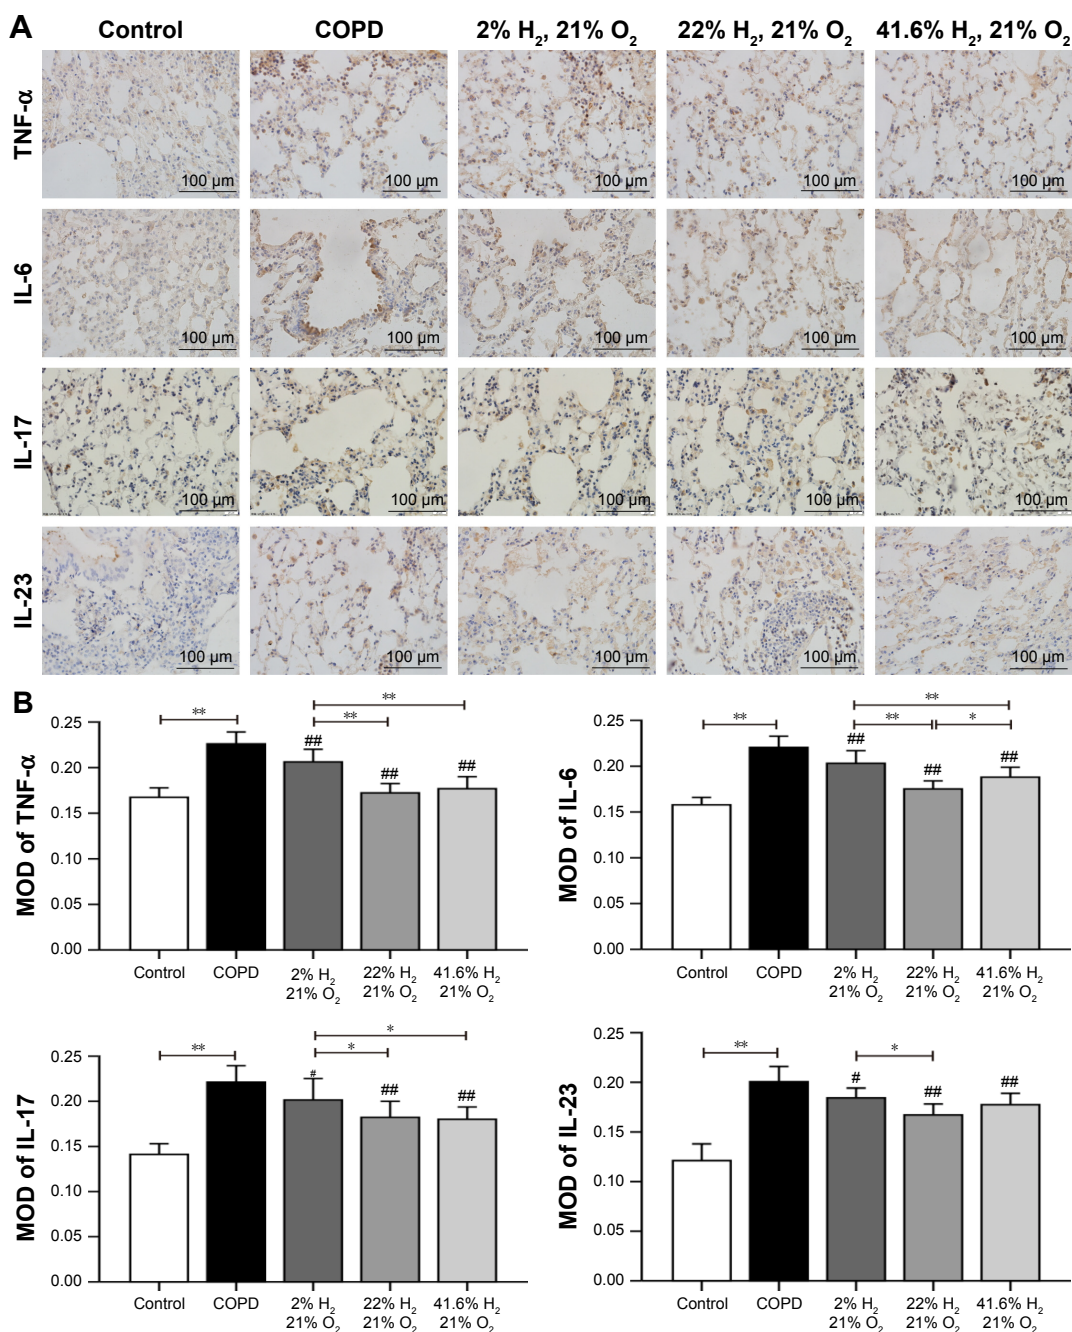 A
Control COPD 2% H₂, 21% O₂ 22% H₂, 21% O₂ 41.6% H₂, 21% O₂
TNF-α
100 µm 100 µm 100 µm 100 µm 100 µm
IL-6
100 µm 100 µm 100 µm 100 µm 100 µm
IL-17
100 µm 100 µm 100 µm 100 µm 100 µm
IL-23
100 µm 100 µm 100 µm 100 µm 100 µm
B
MOD of TNF-α
0.25
0.20
0.15
0.10
0.05
0.00
** ** **
## ## ##
Control COPD 2% H₂ 22% H₂ 41.6% H₂
21% O₂ 21% O₂ 21% O₂
MOD of IL-6
0.25
0.20
0.15
0.10
0.05
0.00
** ** ** *
## ## ##
Control COPD 2% H₂ 22% H₂ 41.6% H₂
21% O₂ 21% O₂ 21% O₂
MOD of IL-17
0.25
0.20
0.15
0.10
0.05
0.00
** * *
# ## ##
Control COPD 2% H₂ 22% H₂ 41.6% H₂
21% O₂ 21% O₂ 21% O₂
MOD of IL-23
0.25
0.20
0.15
0.10
0.05
0.00
** *
# ## ##
Control COPD 2% H₂ 22% H₂ 41.6% H₂
21% O₂ 21% O₂ 21% O₂